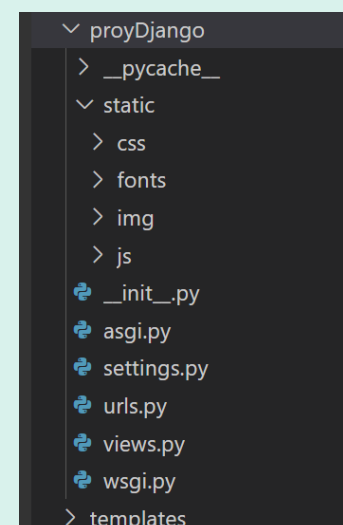 proyDjango
__pycache__
static
css
fonts
img
js
__init__.py
asgi.py
settings.py
urls.py
views.py
wsgi.py
templates